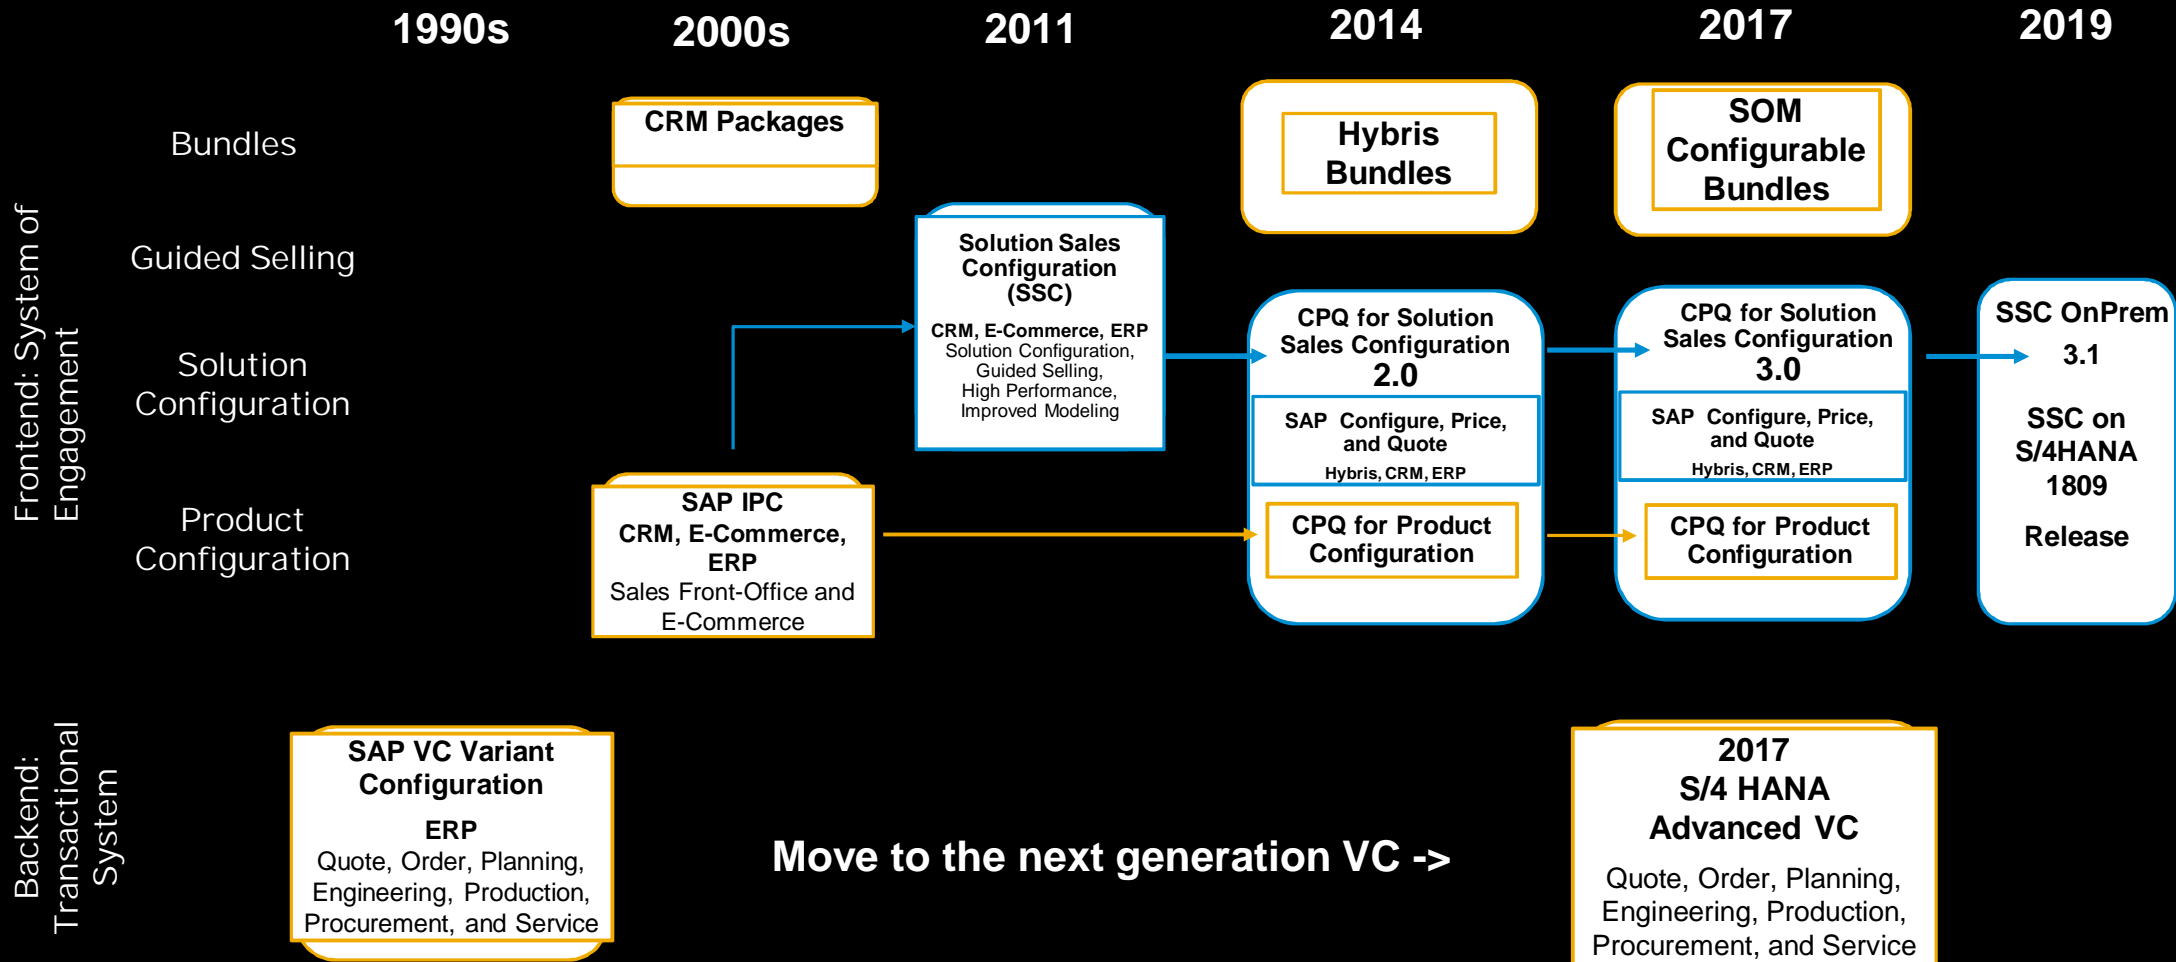 1990s
2000s
2011
2014
2017
2019
Frontend: System of
Engagement
Bundles
Guided Selling
Solution
Configuration
Product
Configuration
CRM Packages
Hybris
Bundles
SOM
Configurable
Bundles
Solution Sales
Configuration
(SSC)
CRM, E-Commerce, ERP
Solution Configuration,
Guided Selling,
High Performance,
Improved Modeling
CPQ for Solution
Sales Configuration
2.0
SAP Configure, Price,
and Quote
Hybris, CRM, ERP
CPQ for Product
Configuration
CPQ for Solution
Sales Configuration
3.0
SAP Configure, Price,
and Quote
Hybris, CRM, ERP
CPQ for Product
Configuration
SSC OnPrem
3.1
SSC on
S/4HANA
1809
Release
SAP IPC
CRM, E-Commerce,
ERP
Sales Front-Office and
E-Commerce
Backend:
Transactional
System
SAP VC Variant
Configuration
ERP
Quote, Order, Planning,
Engineering, Production,
Procurement, and Service
Move to the next generation VC ->
2017
S/4 HANA
Advanced VC
Quote, Order, Planning,
Engineering, Production,
Procurement, and Service